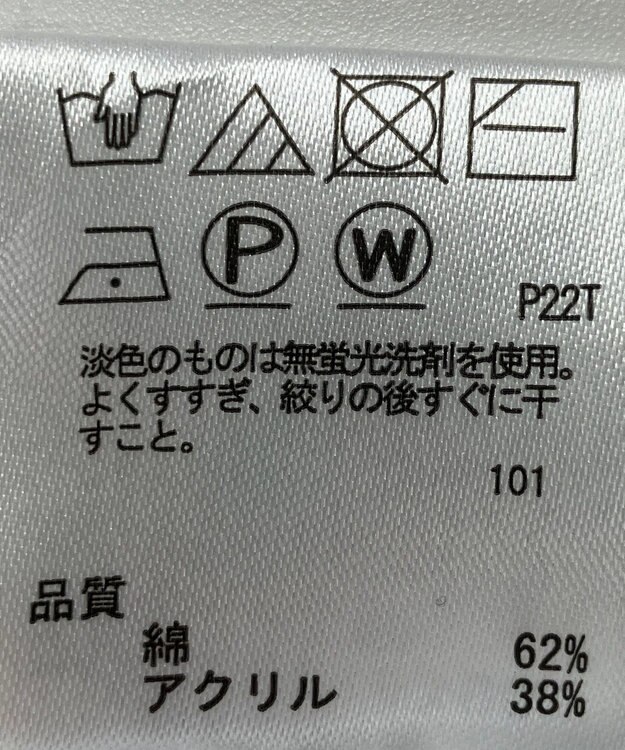 P W P22T
淡色のものは無蛍光洗剤を使用。
よくすすぎ、絞りの後すぐに干
すこと。
101
品質
綿 62%
アクリル 38%